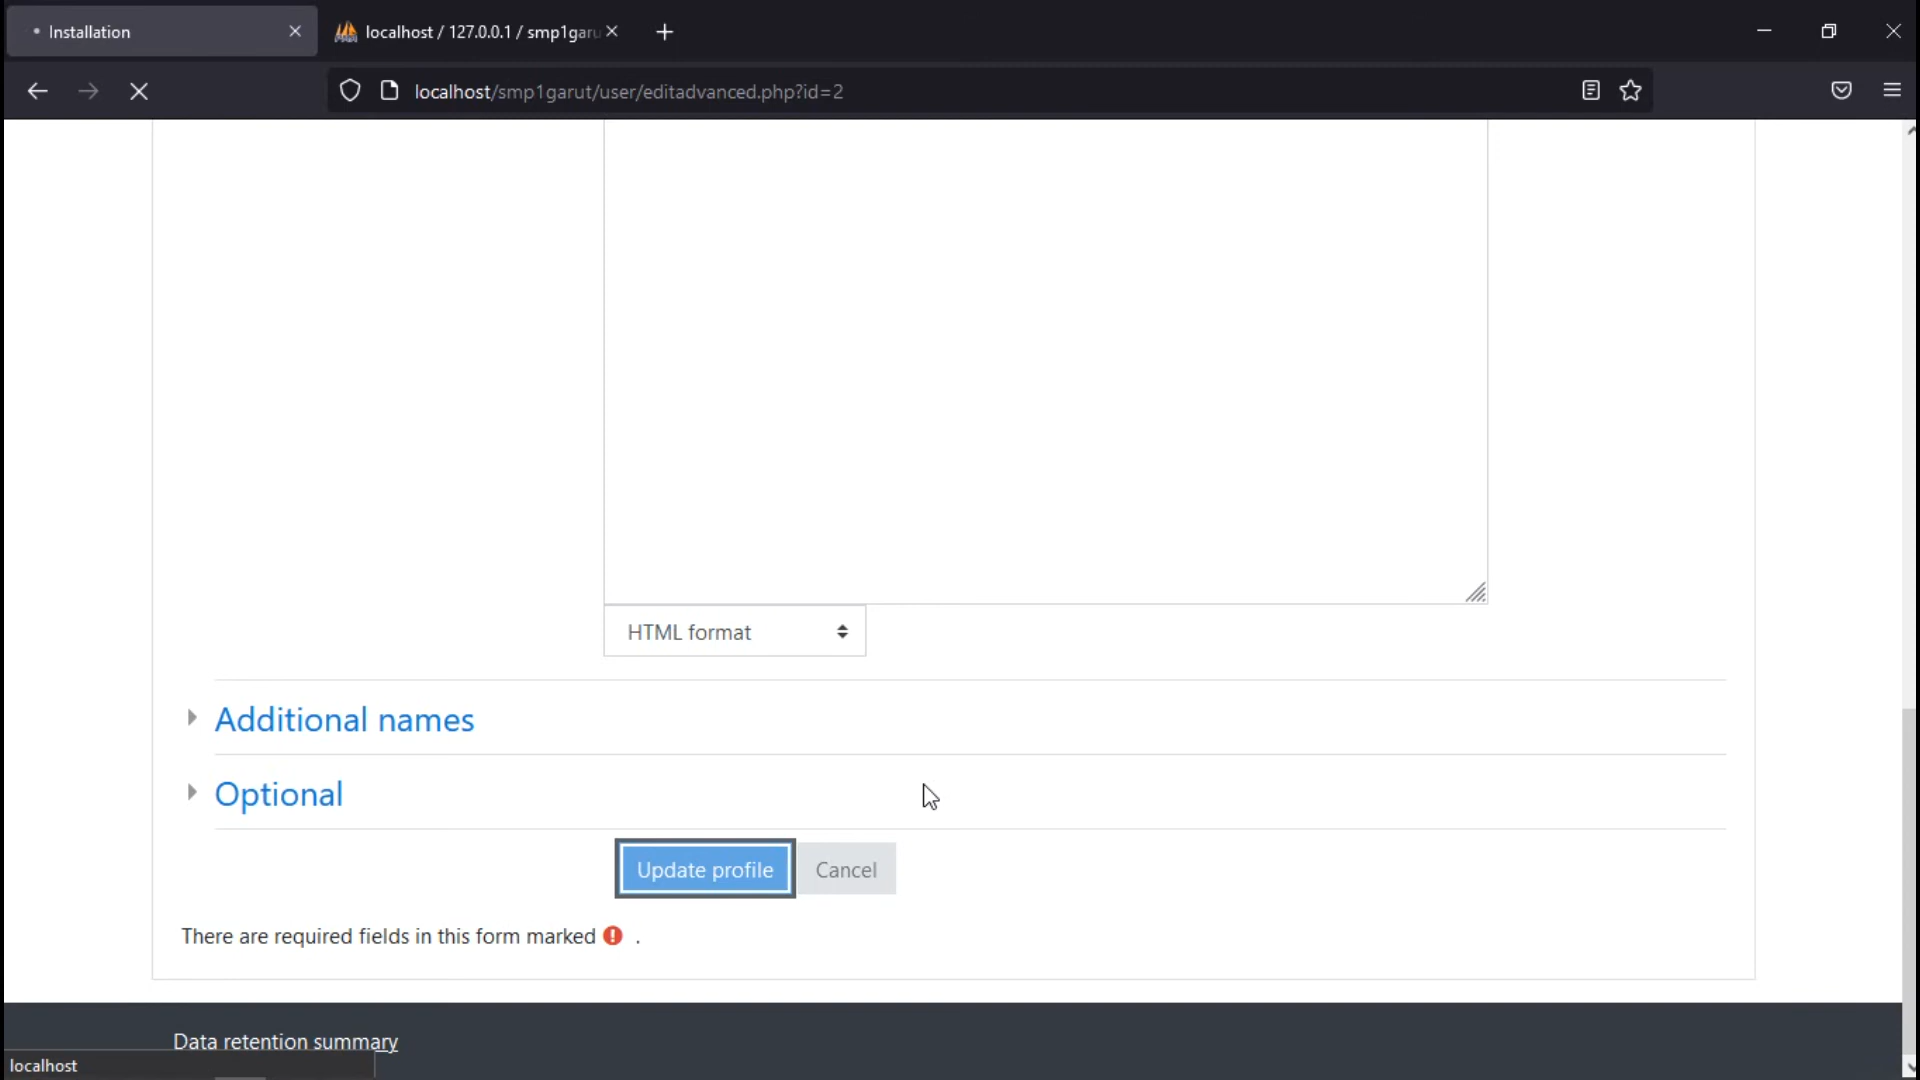 Installation
localhost / 127.0.0.1 / smp1garu
localhost/smp1garut/user/editadvanced.php?id=2
HTML format
Additional names
Optional
Update profile
Cancel
There are required fields in this form marked .
Data retention summary
localhost